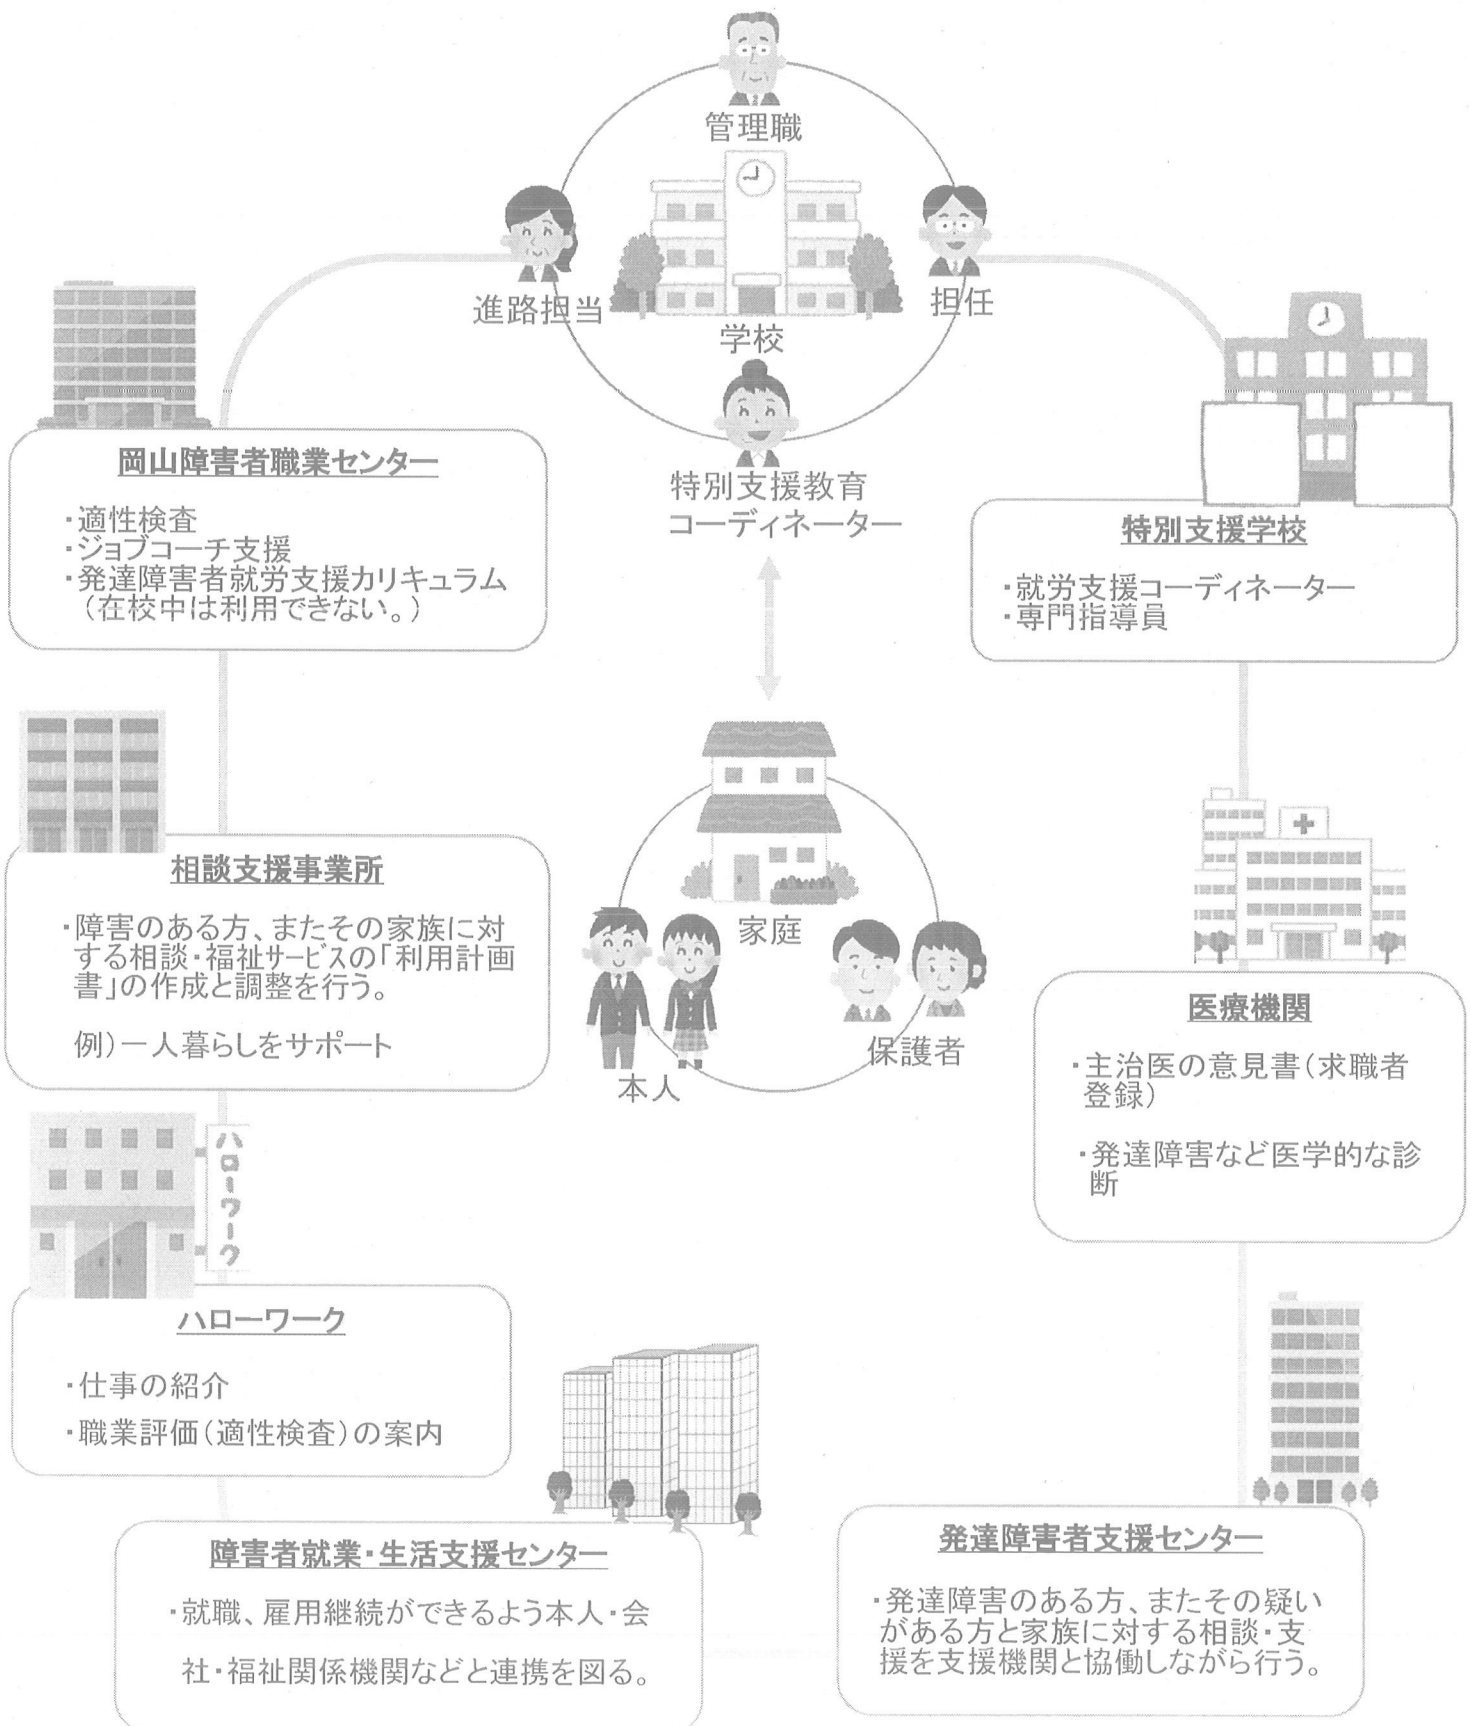 管理職
進路担当
学校
担任
特別支援教育
コーディネーター
岡山障害者職業センター
・適性検査
・ジョブコーチ支援
・発達障害者就労支援カリキュラム
（在校中は利用できない。）
特別支援学校
・就労支援コーディネーター
・専門指導員
相談支援事業所
・障害のある方、またその家族に対
する相談・福祉サービスの「利用計画
書」の作成と調整を行う。
例）一人暮らしをサポート
家庭
本人
保護者
医療機関
・主治医の意見書（求職者
登録）
・発達障害など医学的な診
断
ハローワーク
ハローワーク
・仕事の紹介
・職業評価（適性検査）の案内
障害者就業・生活支援センター
・就職、雇用継続ができるよう本人・会
社・福祉関係機関などと連携を図る。
発達障害者支援センター
・発達障害のある方、またその疑い
がある方と家族に対する相談・支
援を支援機関と協働しながら行う。